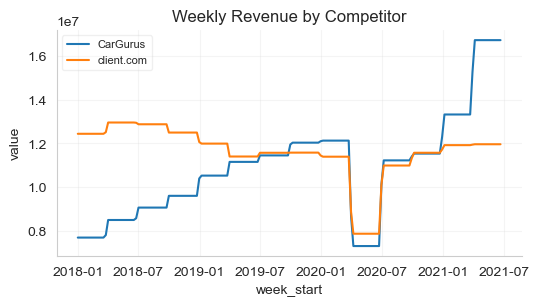 Weekly Revenue by Competitor
1e7
CarGurus
client.com
1.6
1.4
1.2
1.0
0.8
value
2018-01 2018-07 2019-01 2019-07 2020-01 2020-07 2021-01 2021-07
week_start